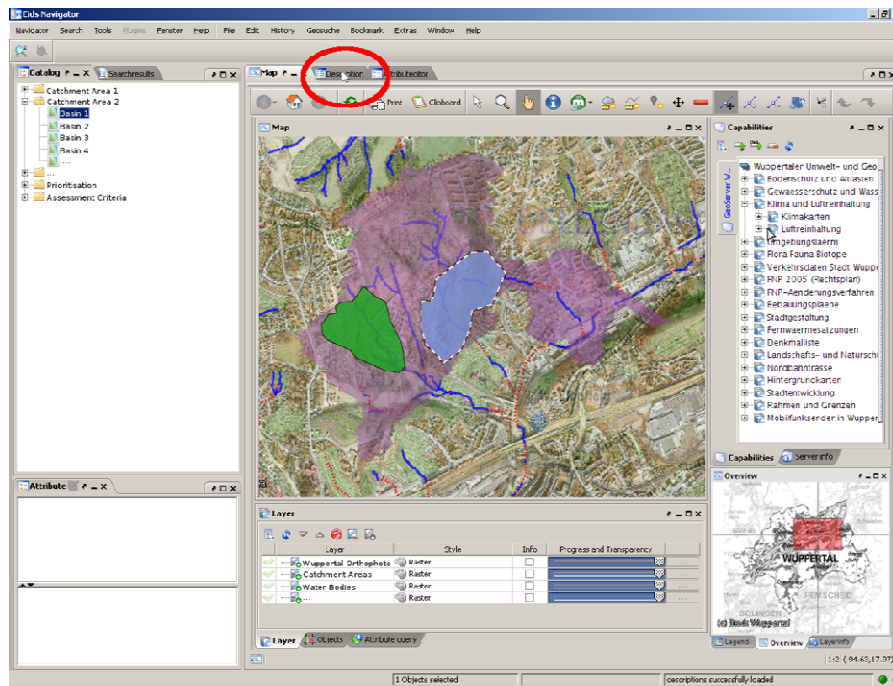 Cids Navigator
Navigator Search Tools Plugins Fenster Help File Edit History Geosuche Bookmark Extras Window Help
Catalog
Searchresults
Map
Description
Attributeeditor
Catchment Area 1
Catchment Area 2
Basin 1
Basin 2
Basin 3
Basin 4
...
...
Prioritisation
Assessment Criteria
Print
Clipboard
Map
Capabilities
GeoServer W...
Wuppertaler Umwelt- und Geo
Bodenschutz und Altlasten
Gewaesserschutz und Wass
Klima und Luftreinhaltung
Klimakarten
Luftreinhaltung
Umgebungslaerm
Flora Fauna Biotope
Verkehrsdaten Stadt Wuppe
FNP 2005 (Rechtsplan)
FNP-Aenderungsverfahren
Bebauungsplaene
Stadtgestaltung
Fernwaermesatzungen
Denkmalliste
Landschafts- und Naturschu
Nordbahntrasse
Hintergrundkarten
Stadtentwicklung
Rahmen und Grenzen
Mobilfunksender in Wupper
Capabilities
Server info
Attribute
Overview
WUPPERTAL
REMSCHEID
SOLINGEN
(c) Stadt Wuppertal
Legend
Overview
Layerinfo
Layer
Layer Style Info Progress and Transparency
Wuppertal Orthophoto Raster
Catchment Areas Raster
Water Bodies Raster
... Raster
Layer
Objects
Attribute query
1 Objects selected
descriptions successfully loaded